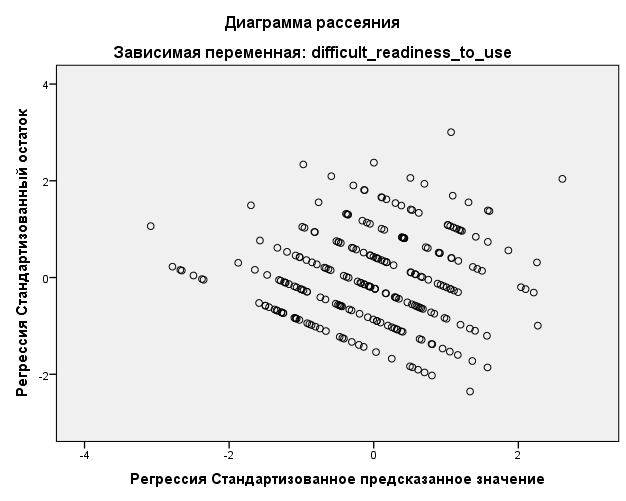 Диаграмма рассеяния
Зависимая переменная: difficult_readiness_to_use
Регрессия Стандартизованный остаток
4
2
0
-2
-4
-2
0
2
Регрессия Стандартизованное предсказанное значение